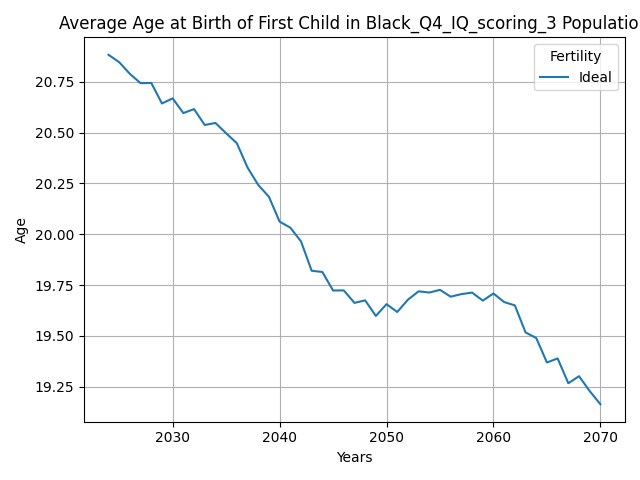 Average Age at Birth of First Child in Black_Q4_IQ_scoring_3 Populatio
Fertility
Ideal
20.75
20.50
20.25
20.00
19.75
19.50
19.25
Age
2030 2040 2050 2060 2070
Years